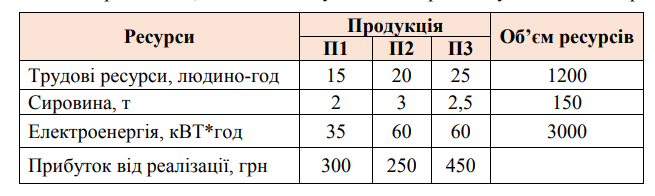 Ресурси Продукція Об’єм ресурсів
П1 П2 П3
Трудові ресурси, людино-год 15 20 25 1200
Сировина, т 2 3 2,5 150
Електроенергія, кВТ*год 35 60 60 3000
Прибуток від реалізації, грн 300 250 450